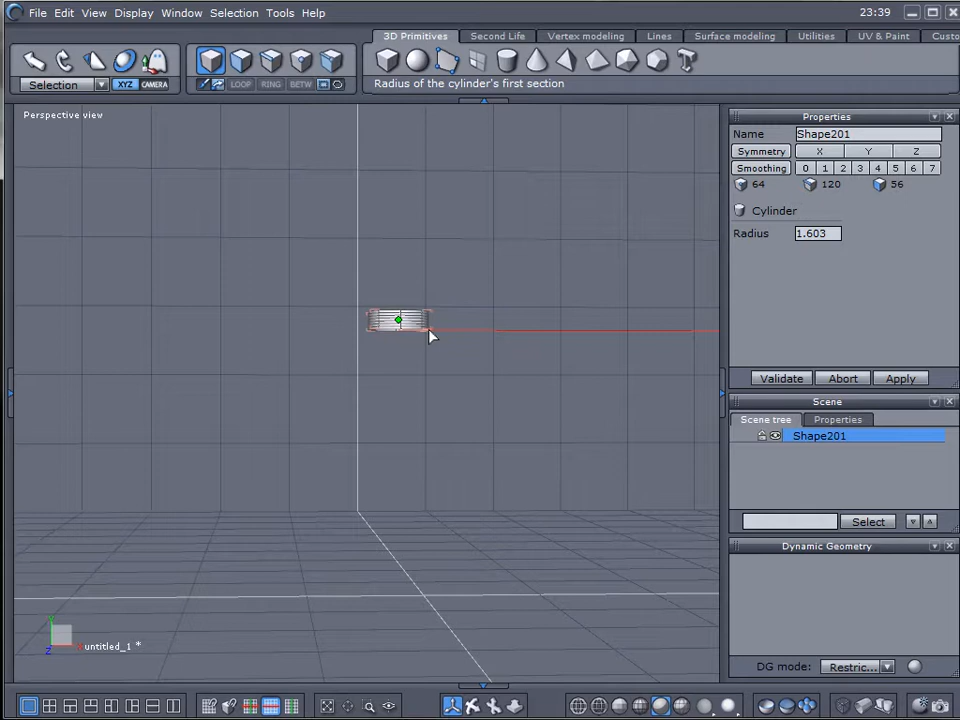 File Edit View Display Window Selection Tools Help 23:39
3D Primitives Second Life Vertex modeling Lines Surface modeling Utilities UV & Paint Custo
Selection XYZ CAMERA LOOP RING BETW Radius of the cylinder's first section
Perspective view
Properties
Name Shape201
Symmetry X Y Z
Smoothing 0 1 2 3 4 5 6 7
64 120 56
Cylinder
Radius 1.603
Validate Abort Apply
Scene
Scene tree Properties
Shape201
Select
Dynamic Geometry
Y
Z
untitled_1 *
DG mode: Restric...